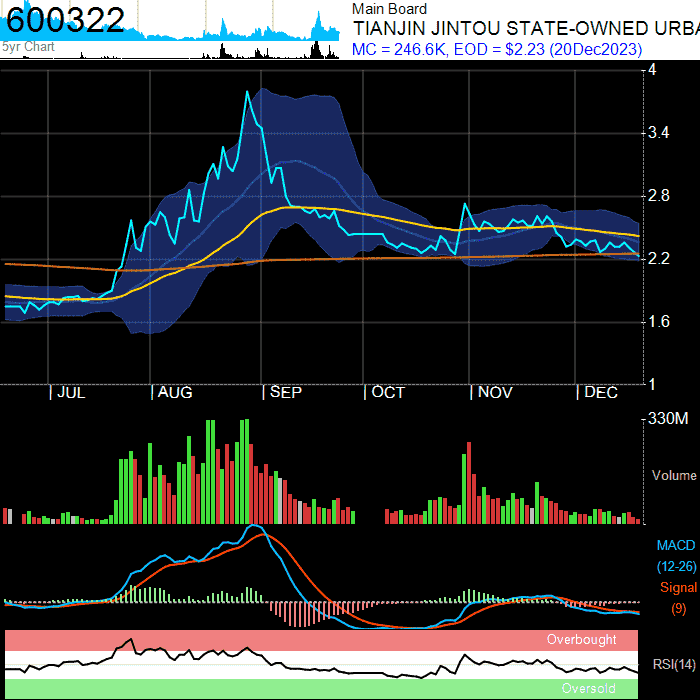 600322
5yr Chart
Main Board
TIANJIN JINTOU STATE-OWNED URBA
MC = 246.6K, EOD = $2.23 (20Dec2023)
4
3.4
2.8
2.2
1.6
1
| JUL | AUG | SEP | OCT | NOV | DEC
330M
Volume
MACD
(12-26)
Signal
(9)
Overbought
RSI(14)
Oversold